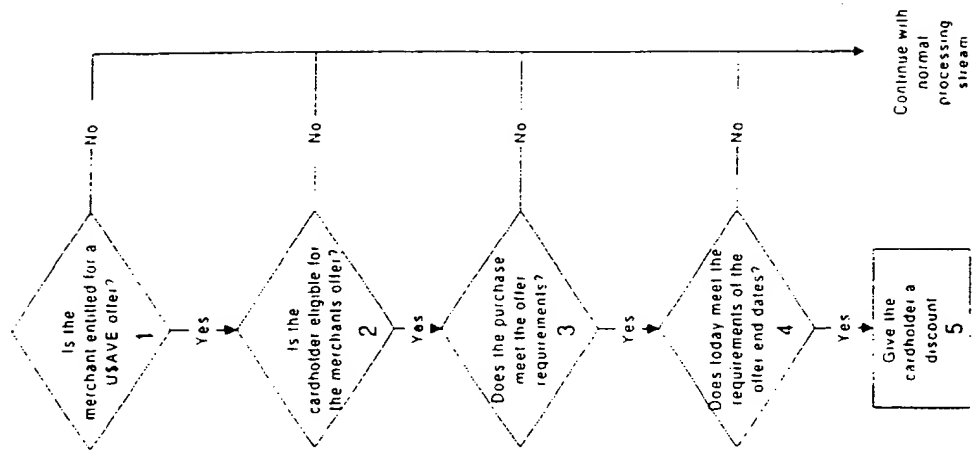 Is the
merchant entitled for a
U$AVE offer?
1
No
Yes
Is the
cardholder eligible for
the merchants offer?
2
No
Yes
Does the purchase
meet the offer
requirements?
3
No
Yes
Does today meet the
requirements of the
offer end dates?
4
No
Yes
Give the
cardholder a
discount
5
Continue with
normal
processing
stream